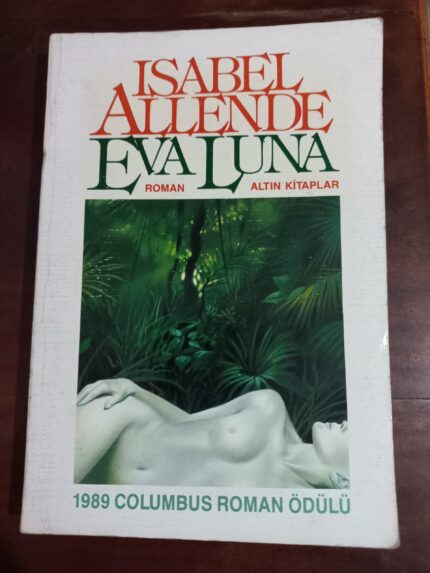 ISABEL
ALLENDE
EVA LUNA
ROMAN ALTIN KİTAPLAR
1989 COLUMBUS ROMAN ÖDÜLÜ